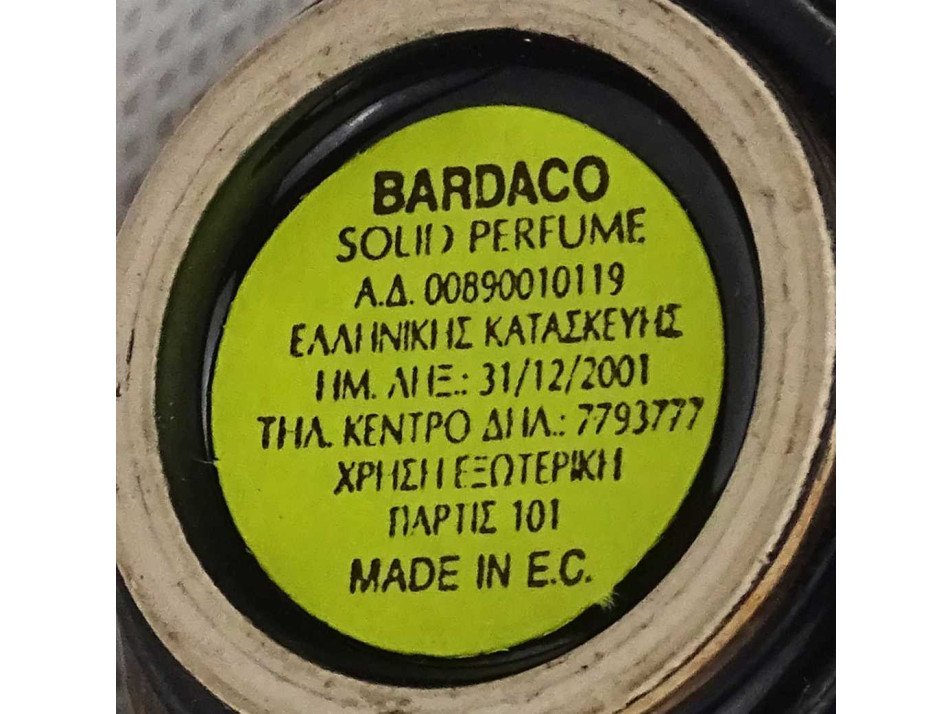 BARDACO
SOLID PERFUME
Α.Δ. 00890010119
ΕΛΛΗΝΙΚΗΣ ΚΑΤΑΣΚΕΥΗΣ
ΗΜ. ΛΗΞ.: 31/12/2001
ΤΗΛ. ΚΕΝΤΡΟ ΔΗΛ.: 7793777
ΧΡΗΣΗ ΕΞΩΤΕΡΙΚΗ
ΠΑΡΤΙΣ 101
MADE IN E.C.